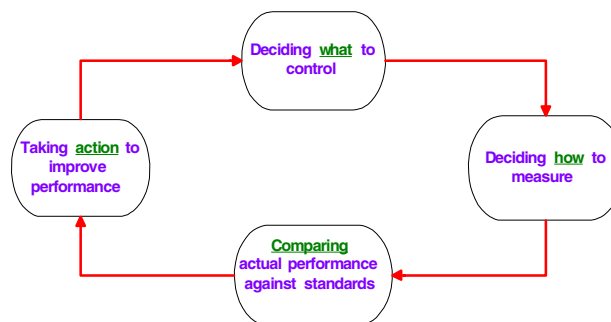 Deciding what to
control
Deciding how to
measure
Comparing
actual performance
against standards
Taking action to
improve
performance